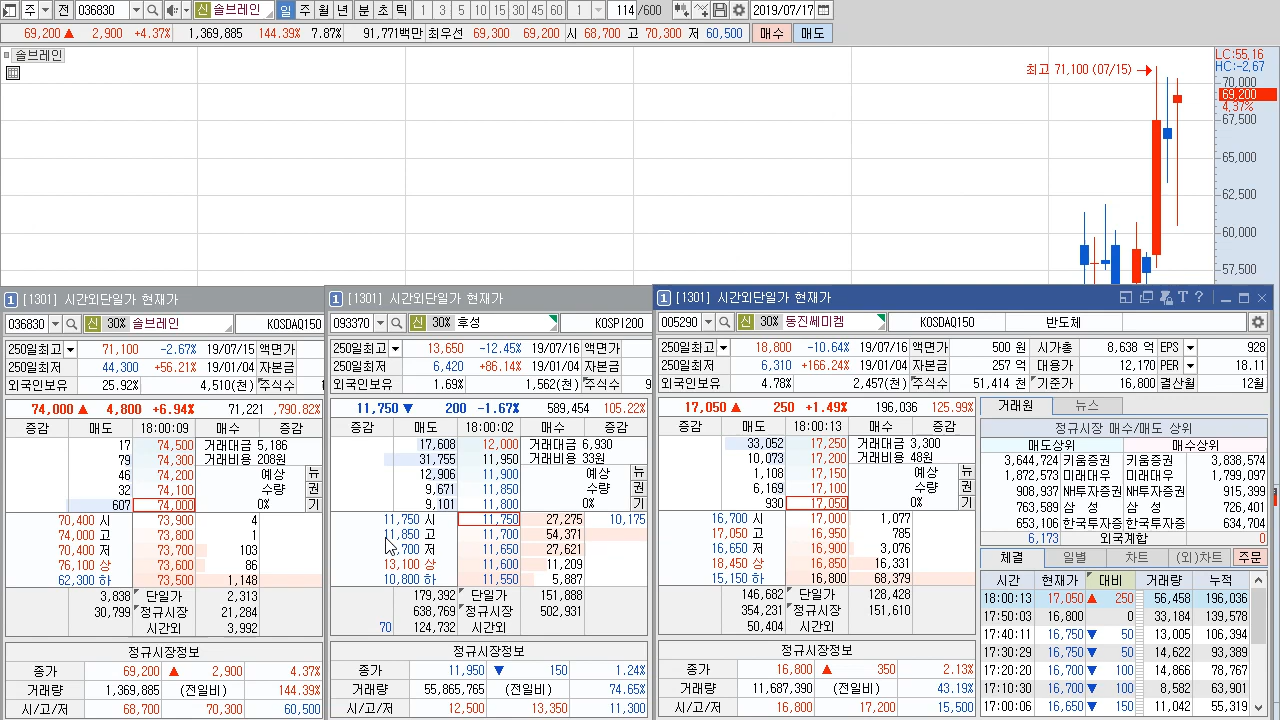 주 전 036830 신 솔브레인 일 주 월 년 분 초 틱 1 3 5 10 15 30 45 60 1 114 /600 2019/07/17
69,200 ▲ 2,900 +4.37% 1,369,885 144.39% 7.87% 91,771백만 최우선 69,300 69,200 시 68,700 고 70,300 저 60,500 매수 매도
솔브레인
LC:55,16
HC:-2,67
최고 71,100 (07/15)
70,000
69,200
4,37%
67,500
65,000
62,500
60,000
57,500
1 [1301] 시간외단일가 현재가
036830 신 30% 솔브레인 KOSDAQ150
250일최고 71,100 -2.67% 19/07/15 액면가
250일최저 44,300 +56.21% 19/01/04 자본금
외국인보유 25.92% 4,510(천) 주식수
74,000 ▲ 4,800 +6.94% 71,221 ,790.82%
증감 매도 18:00:09 매수 증감
17 74,500 거래대금 5,186
79 74,300 거래비용 208원
46 74,200 예상 뉴
32 74,100 수량 권
607 74,000 0% 기
70,400 시 73,900 4
74,000 고 73,800 1
70,400 저 73,700 103
76,100 상 73,600 86
62,300 하 73,500 1,148
3,838 단일가 2,313
30,799 정규시장 21,284
시간외 3,992
정규시장정보
종가 69,200 ▲ 2,900 4.37%
거래량 1,369,885 (전일비) 144.39%
시/고/저 68,700 70,300 60,500
1 [1301] 시간외단일가 현재가
093370 신 30% 후성 KOSPI200
250일최고 13,650 -12.45% 19/07/16 액면가
250일최저 6,420 +86.14% 19/01/04 자본금
외국인보유 1.69% 1,562(천) 주식수 9
11,750 ▼ 200 -1.67% 589,454 105.22%
증감 매도 18:00:02 매수 증감
17,608 12,000 거래대금 6,930
31,755 11,950 거래비용 33원
12,906 11,900 예상 뉴
9,671 11,850 수량 권
9,101 11,800 0% 기
11,750 시 11,750 27,275 10,175
11,850 고 11,700 54,371
,700 저 11,650 27,621
13,100 상 11,600 11,209
10,800 하 11,550 5,887
179,392 단일가 151,888
638,769 정규시장 502,931
70 124,732 시간외
정규시장정보
종가 11,950 ▼ 150 1.24%
거래량 55,865,765 (전일비) 74.65%
시/고/저 12,500 13,350 11,300
1 [1301] 시간외단일가 현재가
005290 신 30% 동진쎄미켐 KOSDAQ150 반도체
250일최고 18,800 -10.64% 19/07/16 액면가 500 원 시가총 8,638 억 EPS 928
250일최저 6,310 +166.24% 19/01/04 자본금 257 억 대용가 12,170 PER 18.11
외국인보유 4.78% 2,457(천) 주식수 51,414 천 기준가 16,800 결산월 12월
17,050 ▲ 250 +1.49% 196,036 125.99%
증감 매도 18:00:13 매수 증감
33,052 17,250 거래대금 3,300
10,073 17,200 거래비용 48원
1,108 17,150 예상 뉴
6,169 17,100 수량 권
930 17,050 0% 기
16,700 시 17,000 1,077
17,050 고 16,950 785
16,650 저 16,900 3,076
18,450 상 16,850 16,331
15,150 하 16,800 68,379
146,682 단일가 128,428
354,231 정규시장 151,610
50,404 시간외
정규시장정보
종가 16,800 ▲ 350 2.13%
거래량 11,687,390 (전일비) 43.19%
시/고/저 16,800 17,200 15,500
거래원 뉴스
정규시장 매수/매도 상위
매도상위 매수상위
3,644,724 키움증권 키움증권 3,838,574
1,872,573 미래대우 미래대우 1,799,097
908,937 NH투자증권 NH투자증권 915,399
763,589 삼 성 삼 성 726,401
653,106 한국투자증 한국투자증 634,704
6,173 외국계합 0
체결 일별 차트 (외)차트 주문
시간 현재가 대비 거래량 누적
18:00:13 17,050 ▲ 250 56,458 196,036
17:50:03 16,800 0 33,184 139,578
17:40:11 16,750 ▼ 50 13,005 106,394
17:30:29 16,750 ▼ 50 14,622 93,389
17:20:20 16,700 ▼ 100 14,866 78,767
17:10:30 16,700 ▼ 100 8,582 63,901
17:00:06 16,650 ▼ 150 11,042 55,319